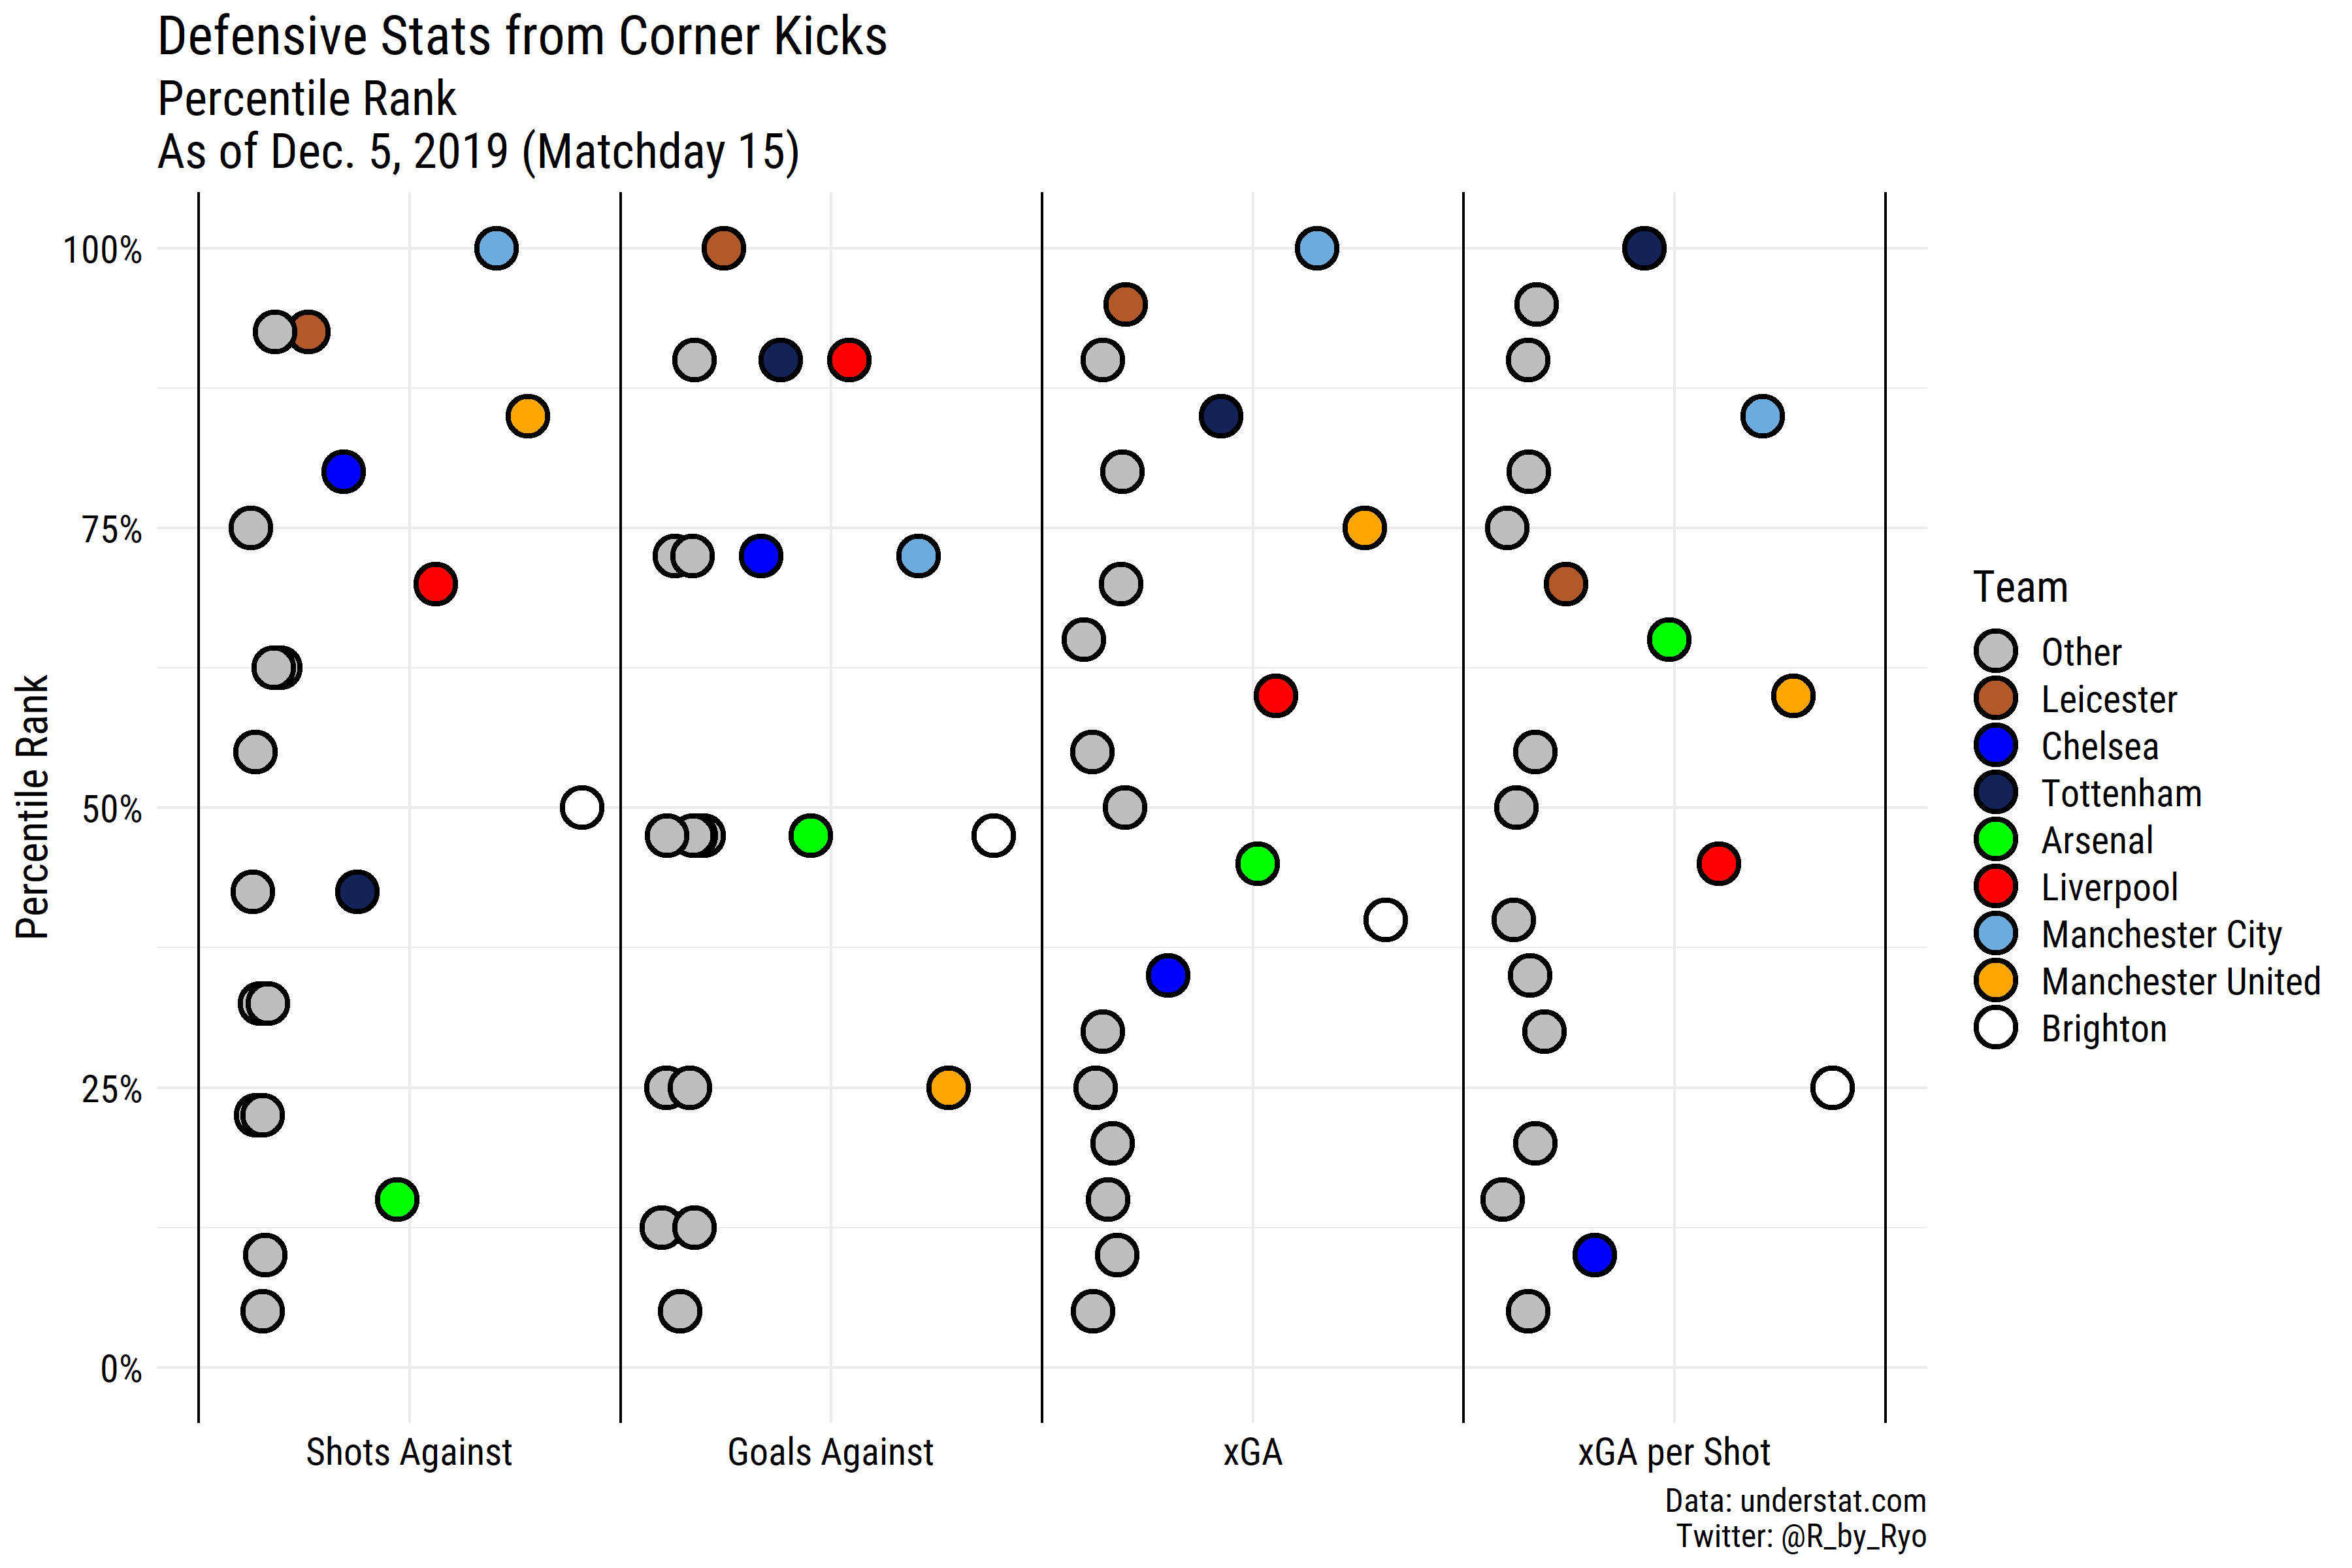 Defensive Stats from Corner Kicks
Percentile Rank
As of Dec. 5, 2019 (Matchday 15)
Percentile Rank
100%
75%
50%
25%
0%
Shots Against
Goals Against
xGA
xGA per Shot
Team
Other
Leicester
Chelsea
Tottenham
Arsenal
Liverpool
Manchester City
Manchester United
Brighton
Data: understat.com
Twitter: @R_by_Ryo